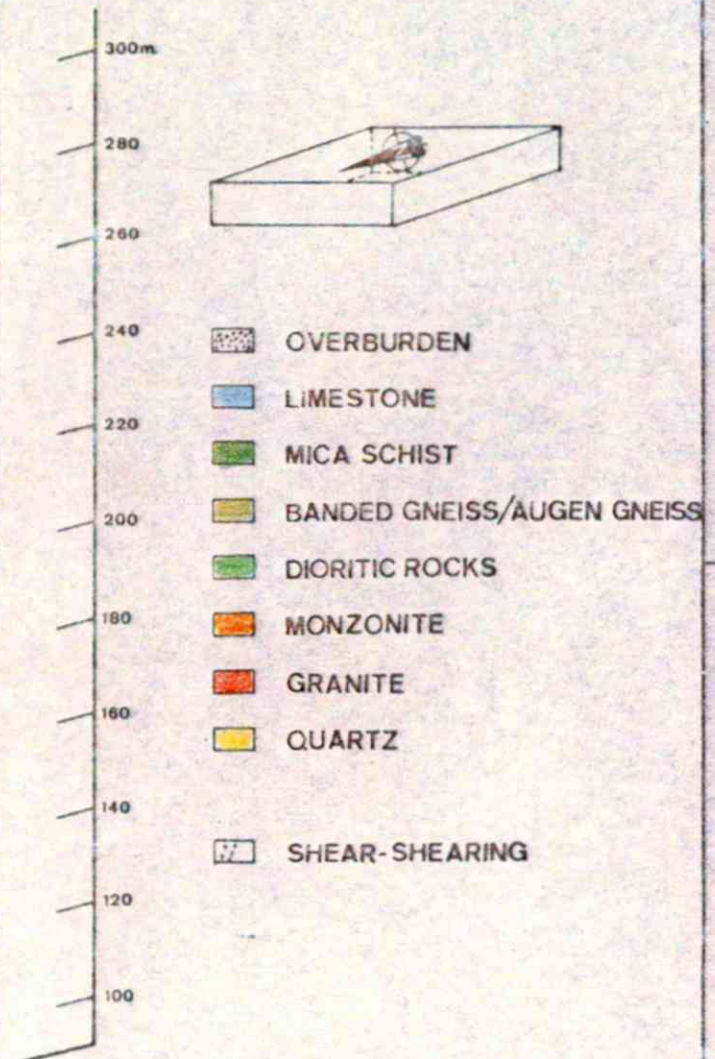 300m
280
260
240
220
200
180
160
140
120
100
OVERBURDEN
LIMESTONE
MICA SCHIST
BANDED GNEISS/AUGEN GNEISS
DIORITIC ROCKS
MONZONITE
GRANITE
QUARTZ
SHEAR-SHEARING